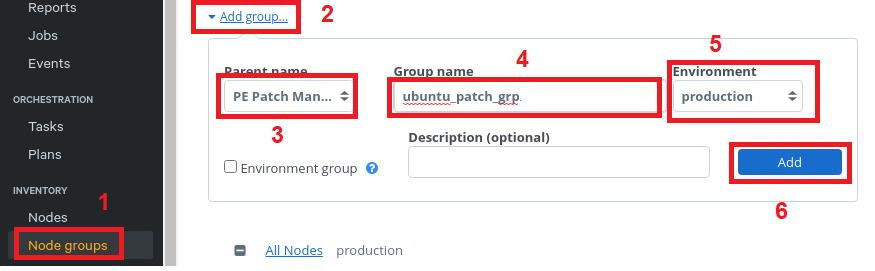 Reports
Jobs
Events
ORCHESTRATION
Tasks
Plans
INVENTORY
1
Nodes
Node groups
Add group...
2
Parent name
PE Patch Man...
3
Group name
4
ubuntu_patch_grp
5
Environment
production
Environment group
?
Description (optional)
Add
6
All Nodes production